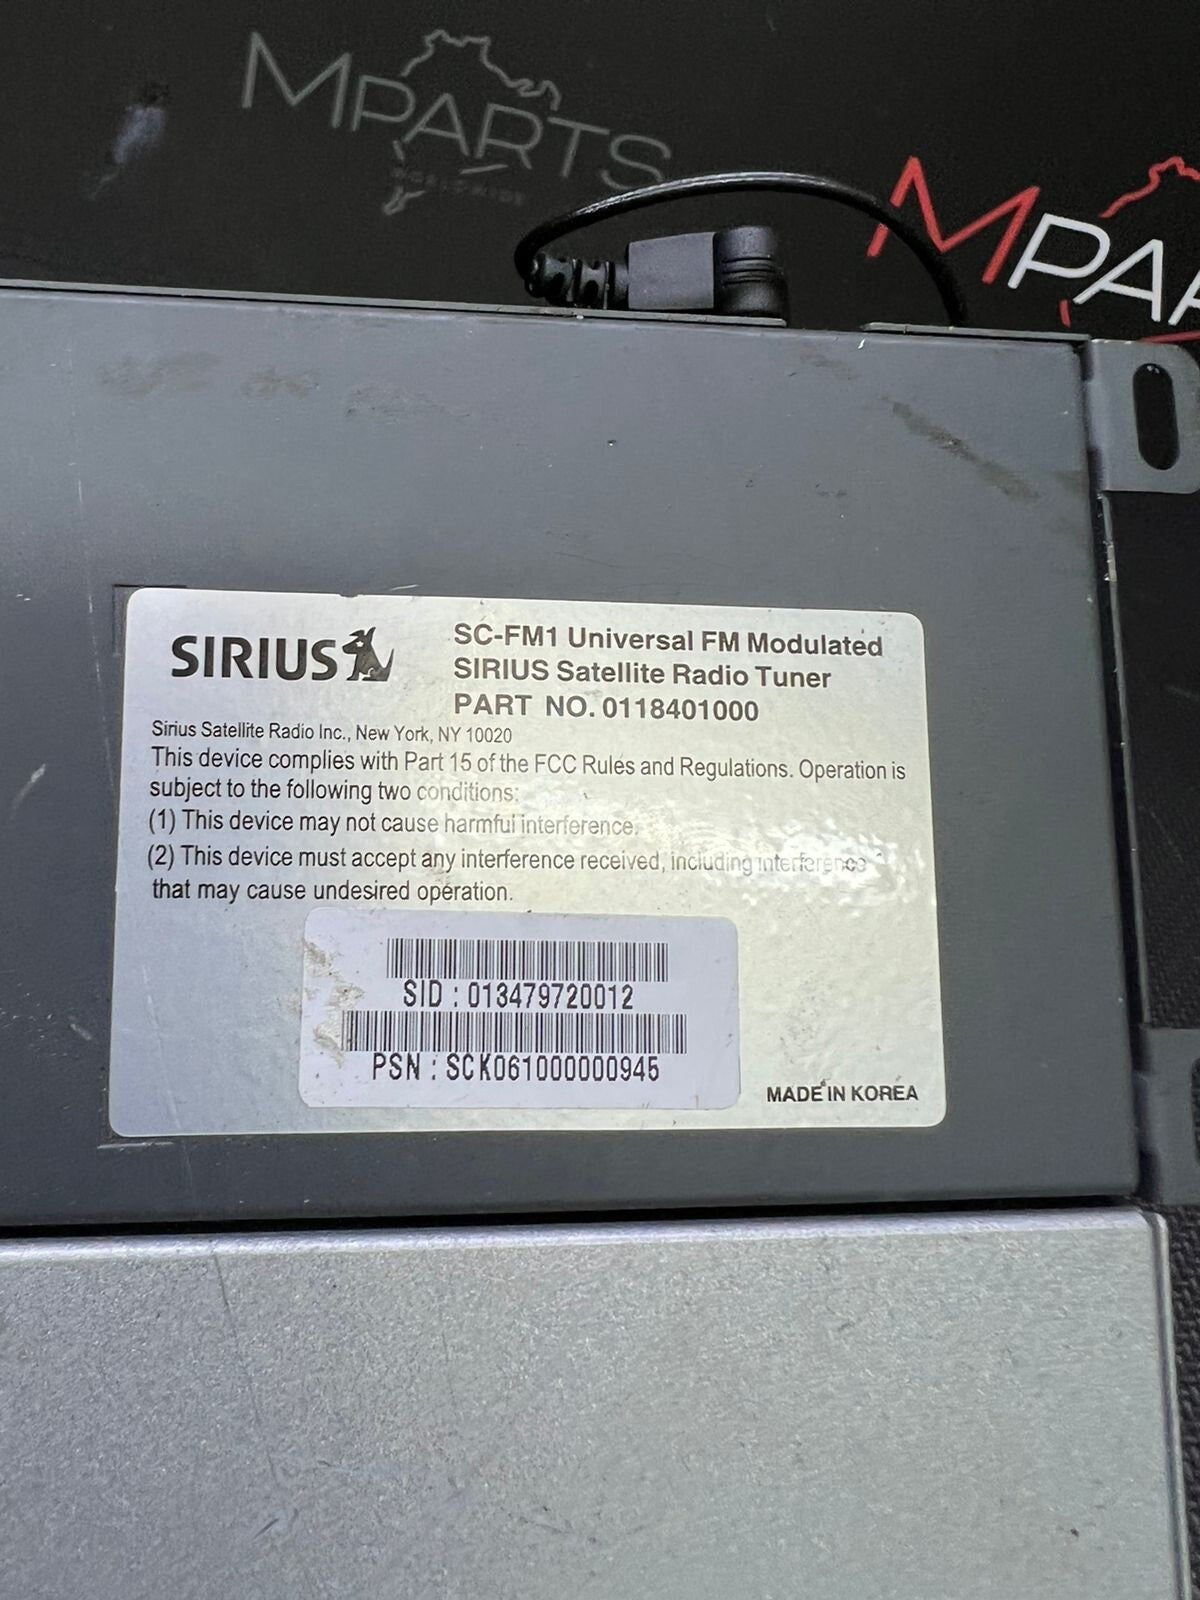 MPARTS
WORLDWIDE
MPAR
SIRIUS
SC-FM1 Universal FM Modulated
SIRIUS Satellite Radio Tuner
PART NO. 0118401000
Sirius Satellite Radio Inc., New York, NY 10020
This device complies with Part 15 of the FCC Rules and Regulations. Operation is
subject to the following two conditions:
(1) This device may not cause harmful interference.
(2) This device must accept any interference received, including interference
that may cause undesired operation.
SID : 013479720012
PSN : SCK061000000945
MADE IN KOREA